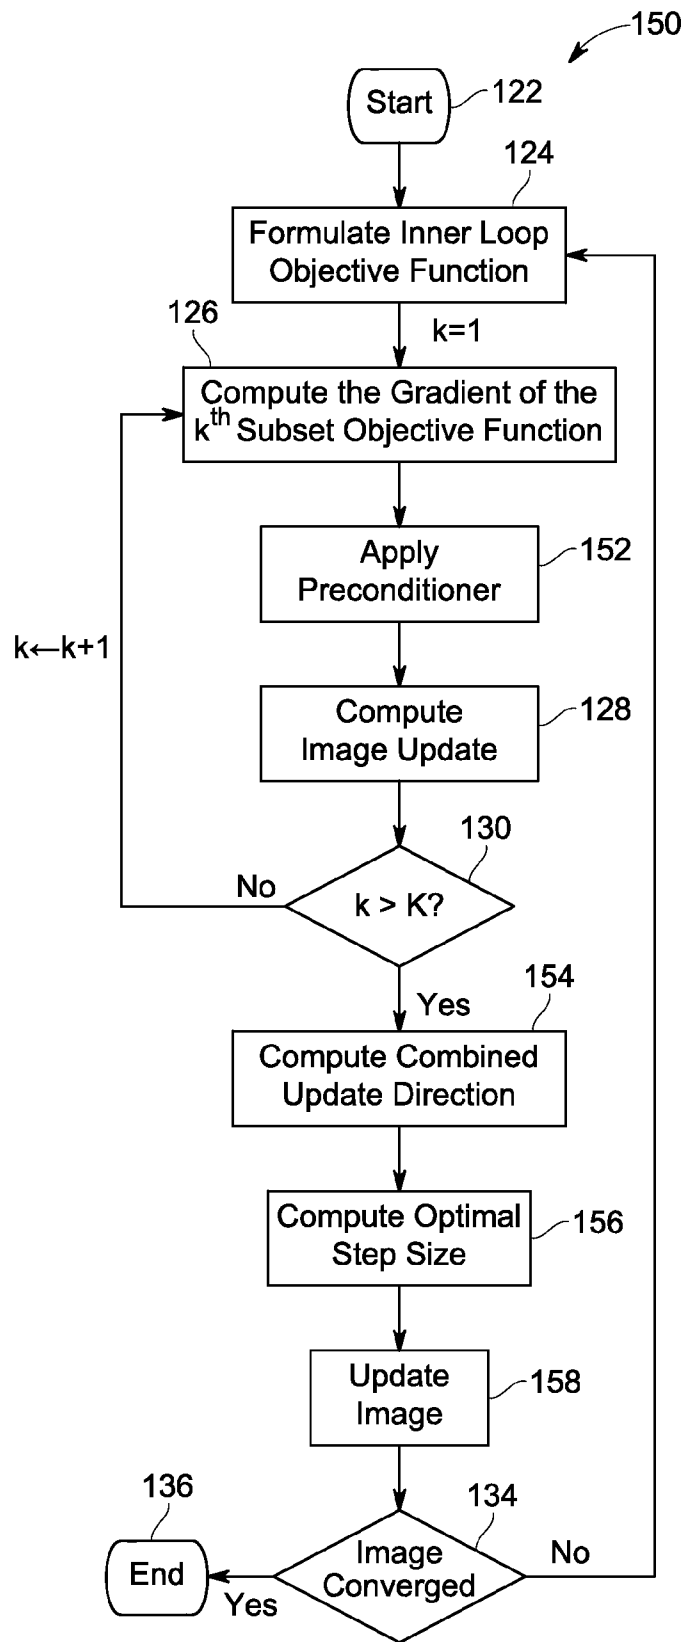 150
Start
122
124
Formulate Inner Loop
Objective Function
126
k=1
Compute the Gradient of the
kth Subset Objective Function
Apply
Preconditioner
152
k←k+1
Compute
Image Update
128
130
No
k > K?
Yes
154
Compute Combined
Update Direction
Compute Optimal
Step Size
156
Update
Image
158
136
134
End
Yes
Image
Converged
No